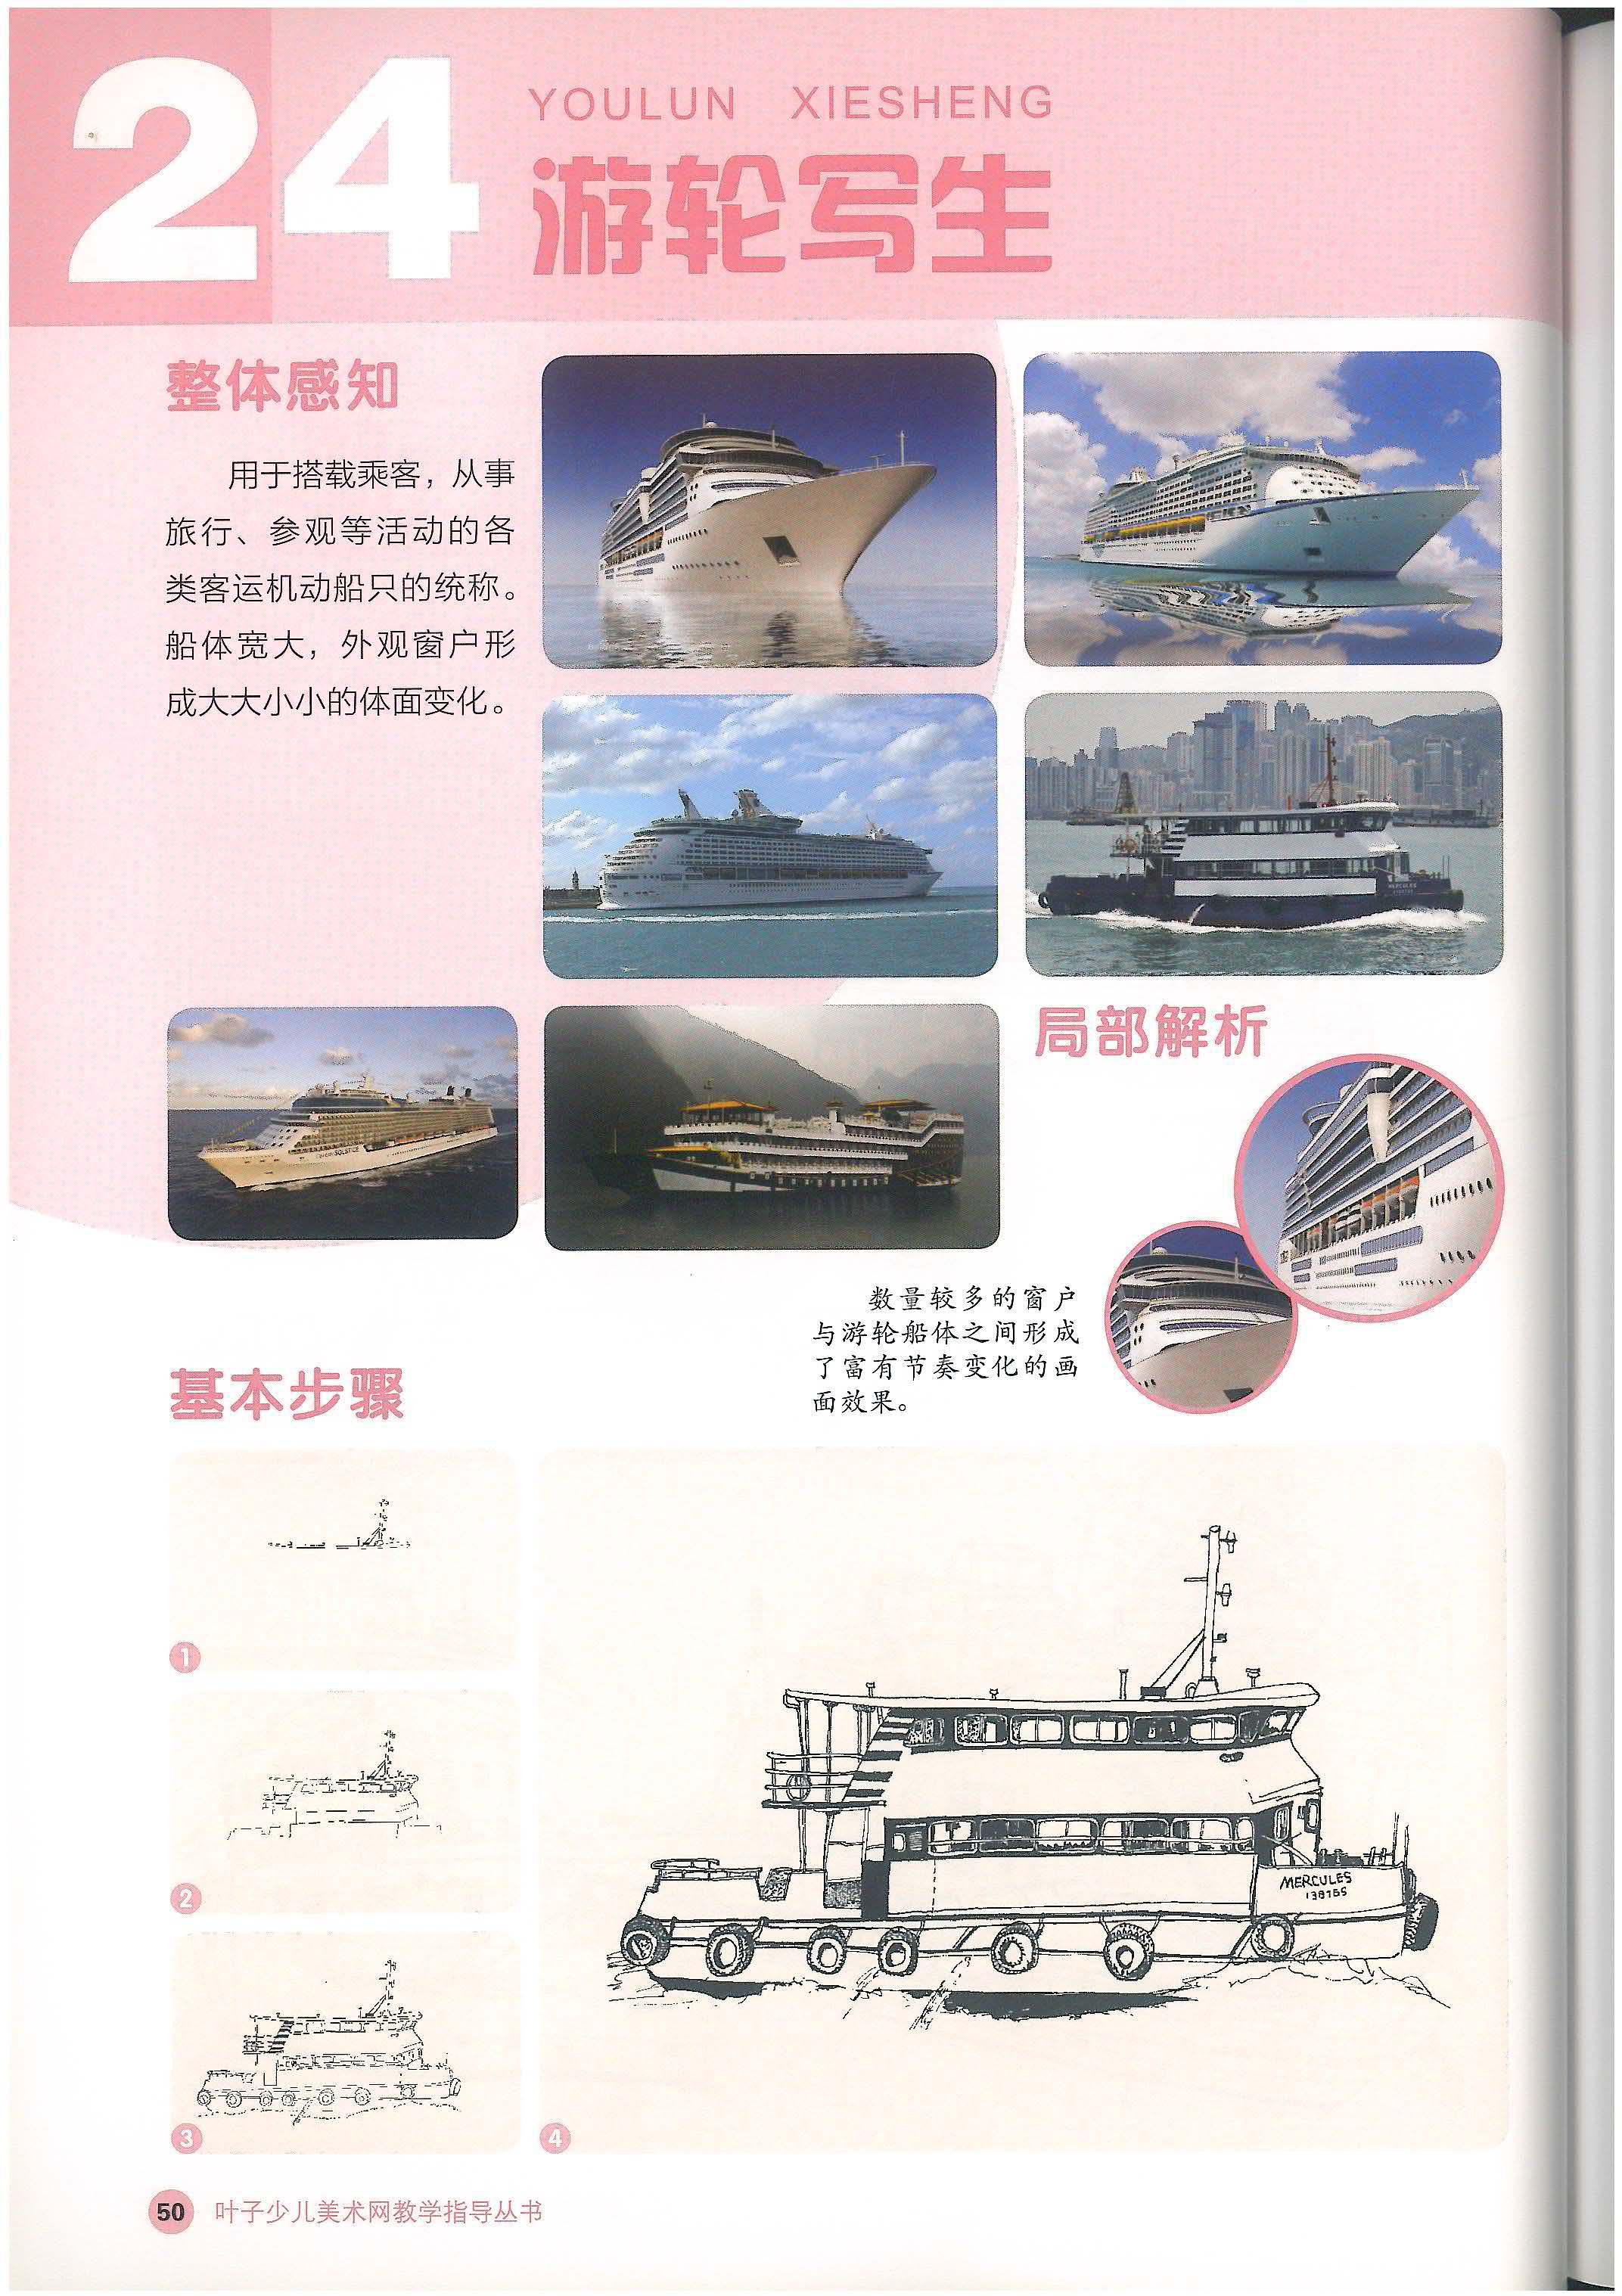 24
YOULUN XIESHENG
游轮写生
整体感知
用于搭载乘客，从事
旅行、参观等活动的各
类客运机动船只的统称。
船体宽大，外观窗户形
成大大小小的体面变化。
局部解析
数量较多的窗户
与游轮船体之间形成
了富有节奏变化的画
面效果。
基本步骤
1
2
3
4
MERCULES
138765
50 叶子少儿美术网教学指导丛书